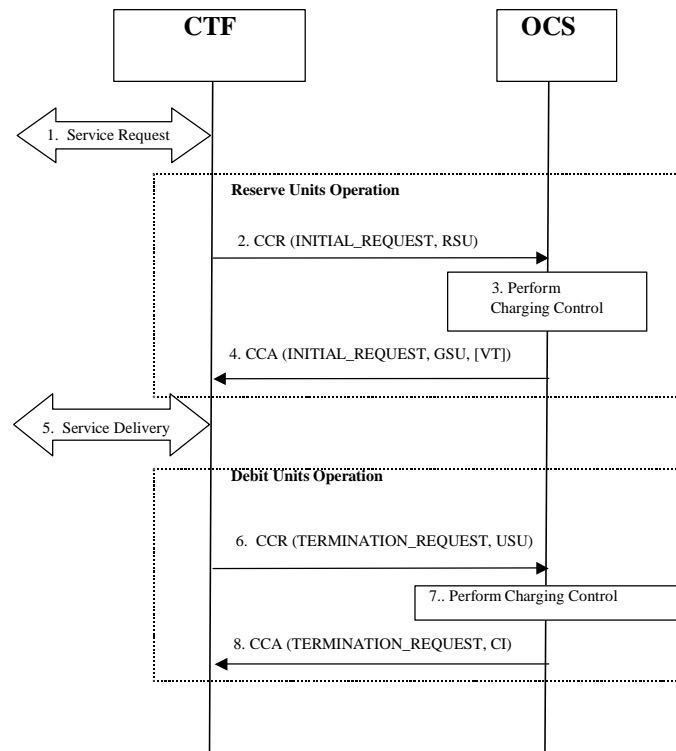 CTF
OCS
1. Service Request
Reserve Units Operation
2. CCR (INITIAL_REQUEST, RSU)
3. Perform
Charging Control
4. CCA (INITIAL_REQUEST, GSU, [VT])
5. Service Delivery
Debit Units Operation
6. CCR (TERMINATION_REQUEST, USU)
7.. Perform Charging Control
8. CCA (TERMINATION_REQUEST, CI)